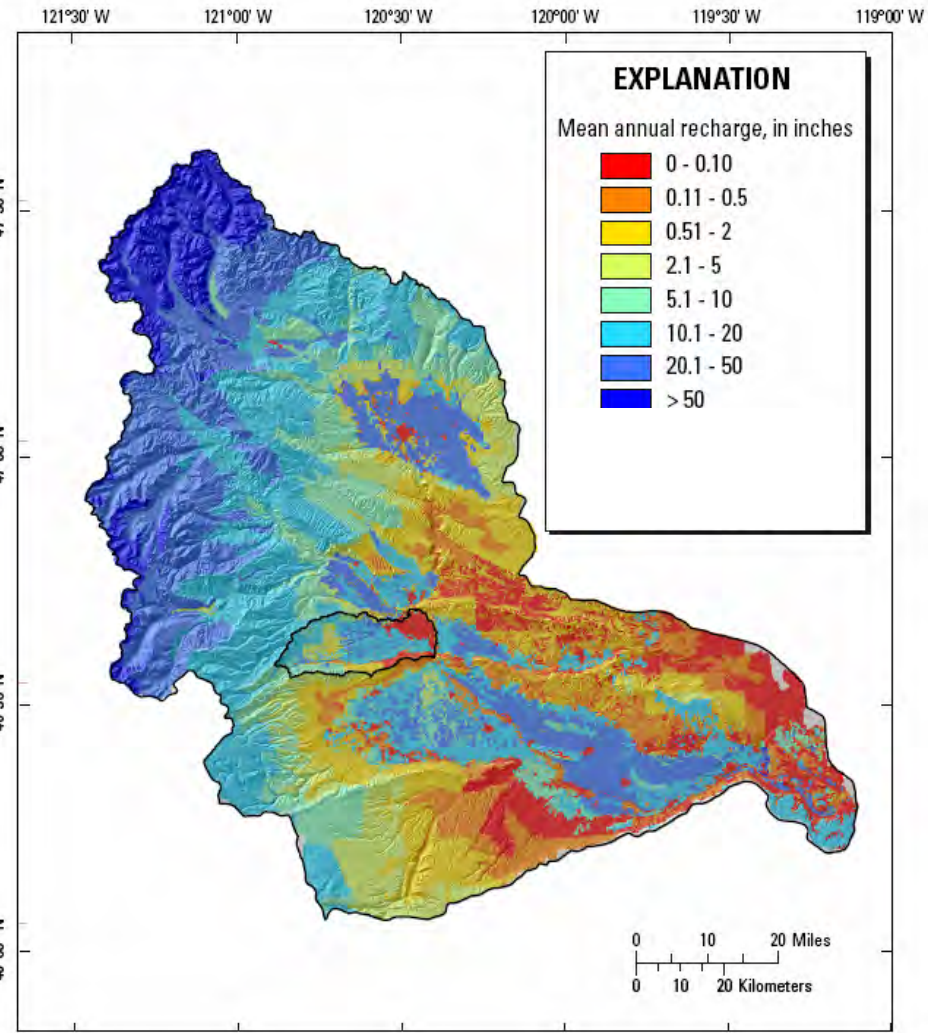 121°30' W 121°00' W 120°30' W 120°00' W 119°30' W 119°00' W
EXPLANATION
Mean annual recharge, in inches
0 - 0.10
0.11 - 0.5
0.51 - 2
2.1 - 5
5.1 - 10
10.1 - 20
20.1 - 50
> 50
0 10 20 Miles
0 10 20 Kilometers